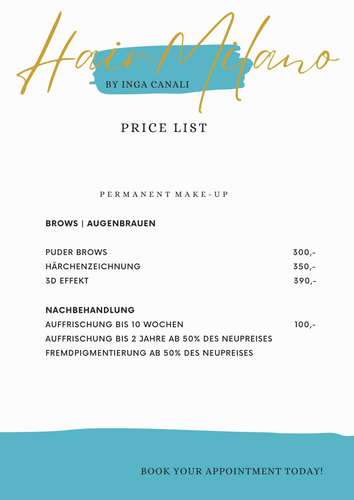 Hair Milano
BY INGA CANALI
PRICE LIST
PERMANENT MAKE-UP
BROWS | AUGENBRAUEN
PUDER BROWS 300,-
HÄRCHENZEICHNUNG 350,-
3D EFFEKT 390,-
NACHBEHANDLUNG
AUFFRISCHUNG BIS 10 WOCHEN 100,-
AUFFRISCHUNG BIS 2 JAHRE AB 50% DES NEUPREISES
FREMDPIGMENTIERUNG AB 50% DES NEUPREISES
BOOK YOUR APPOINTMENT TODAY!